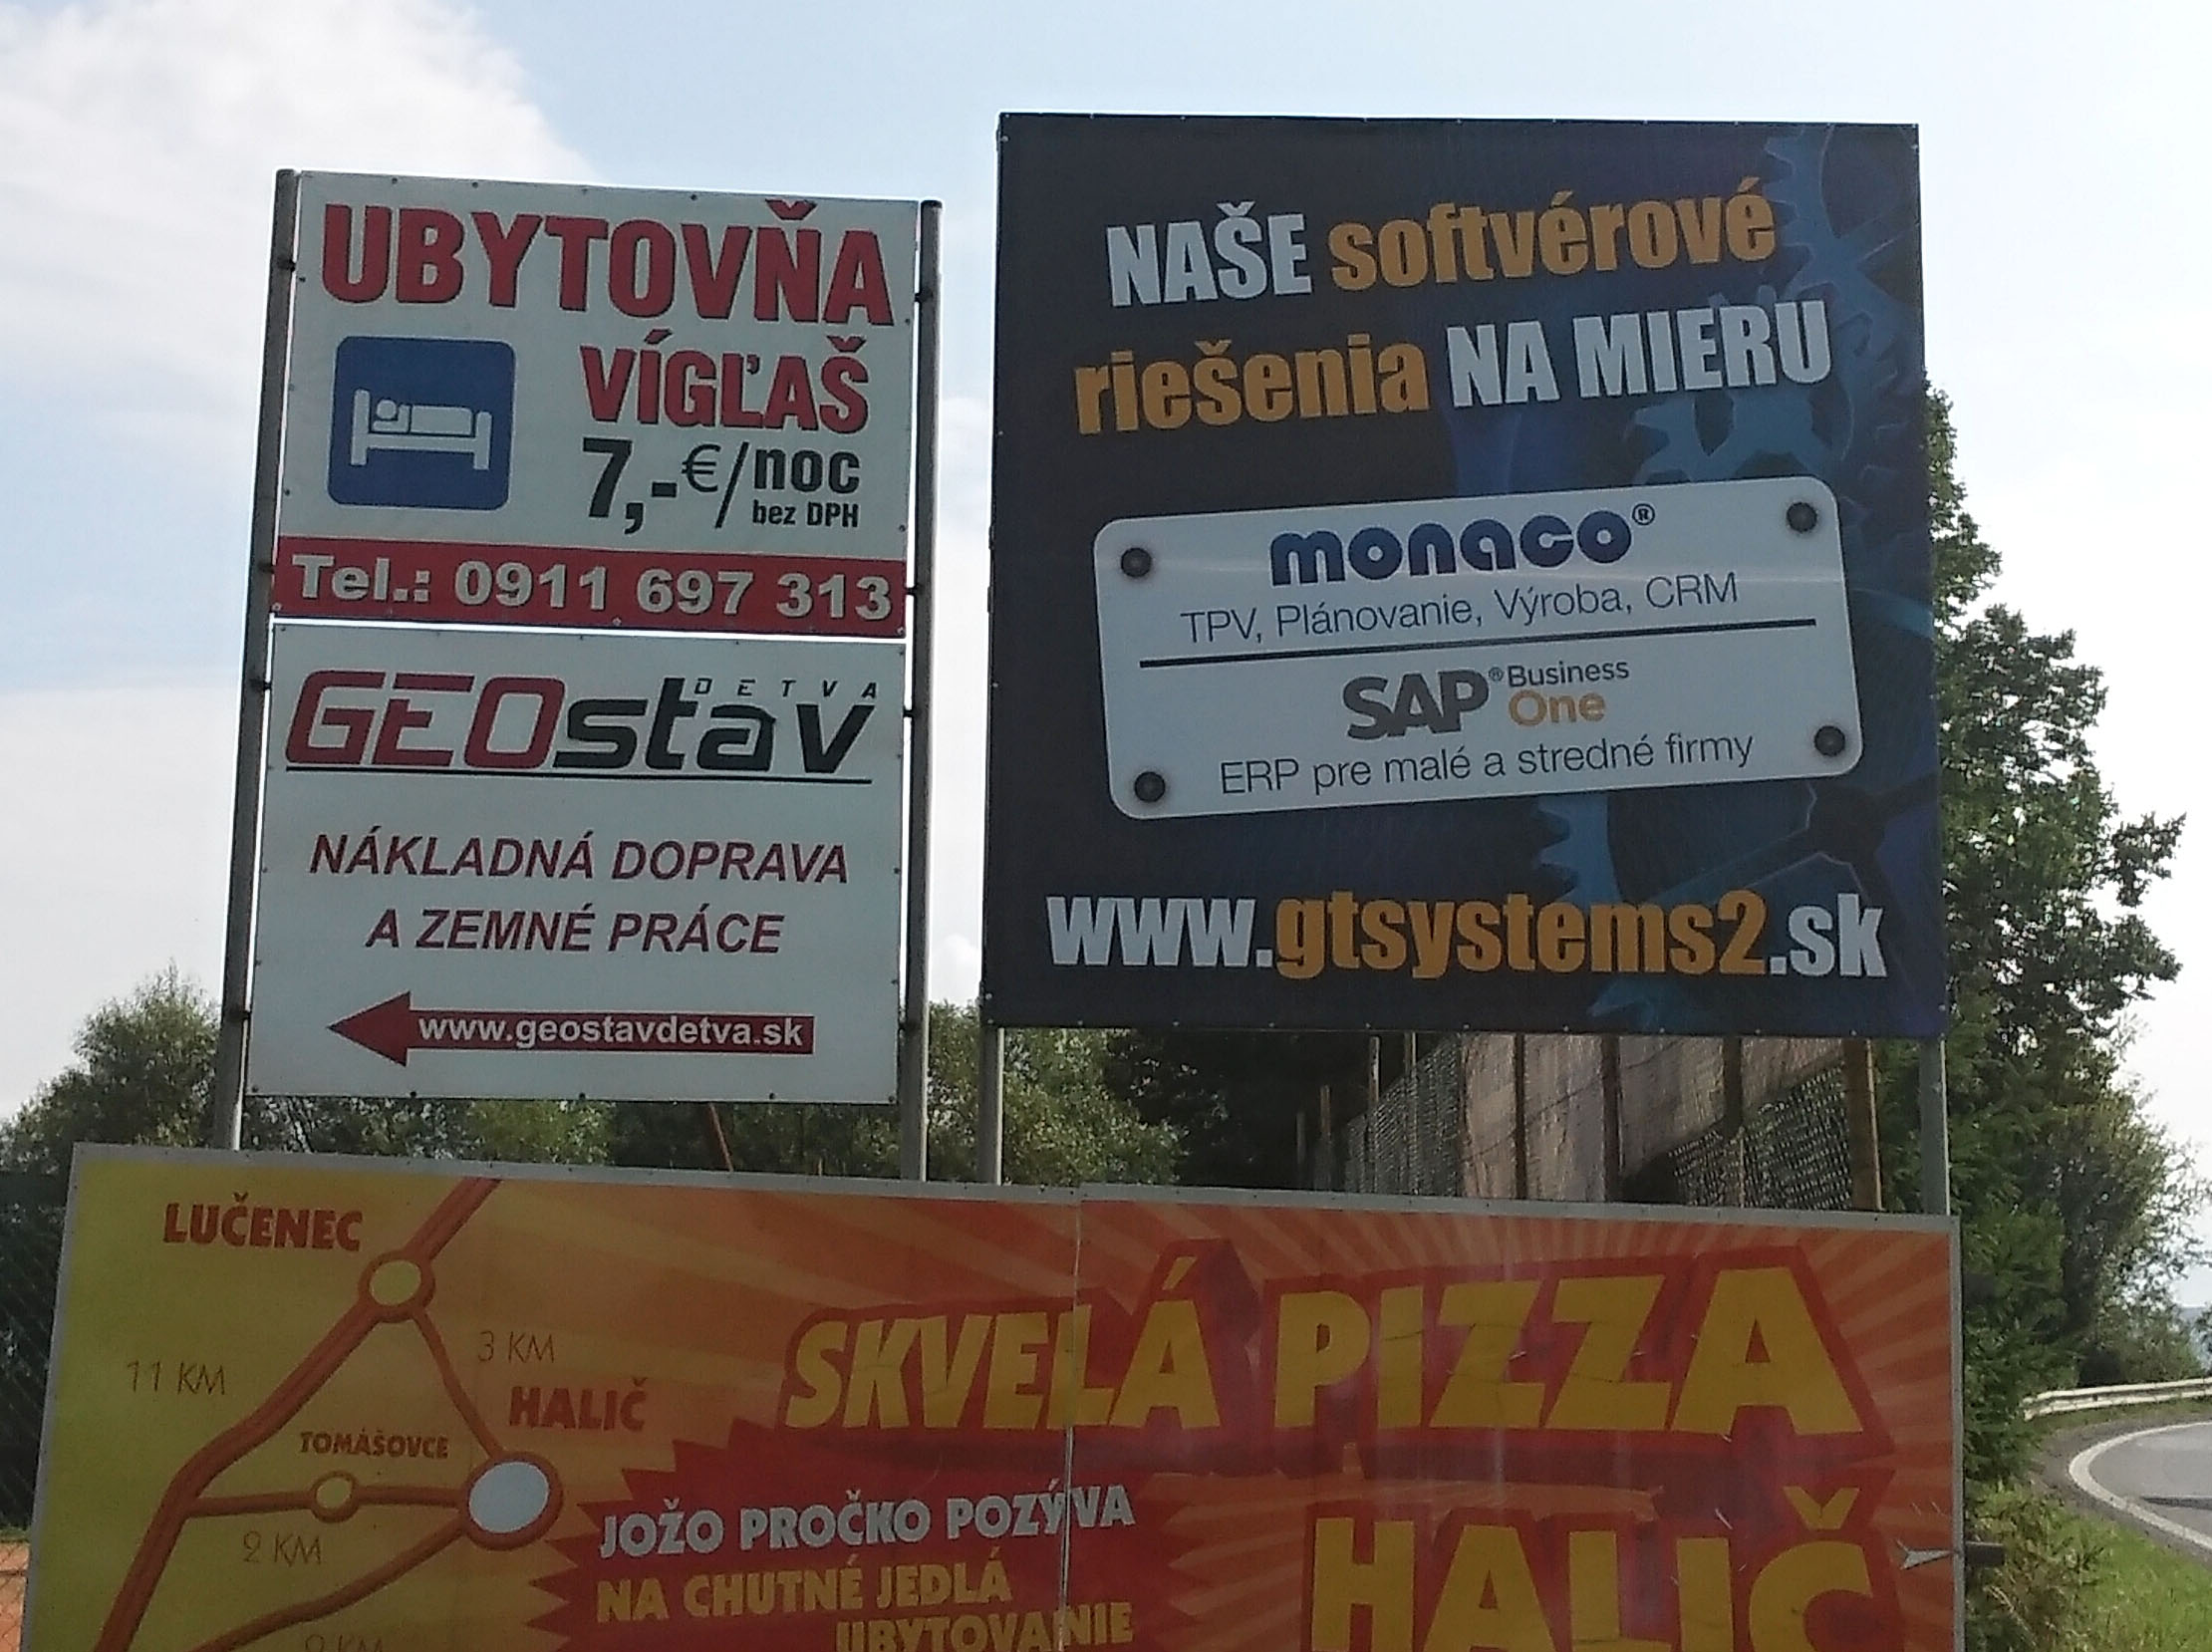 UBYTOVŇA
VÍGĽAŠ
7,-€/noc
bez DPH
Tel.: 0911 697 313
GEOstav
DETVA
NÁKLADNÁ DOPRAVA
A ZEMNÉ PRÁCE
www.geostavdetva.sk
NAŠE softvérové
riešenia NA MIERU
monaco®
TPV, Plánovanie, Výroba, CRM
SAP® Business
One
ERP pre malé a stredné firmy
www.gtsystems2.sk
LUČENEC
3 KM
11 KM
HALIČ
TOMÁŠOVCE
2 KM
SKVELÁ PIZZA
HALIČ
JOŽO PROČKO POZÝVA
NA CHUTNÉ JEDLÁ
UBYTOVANIE